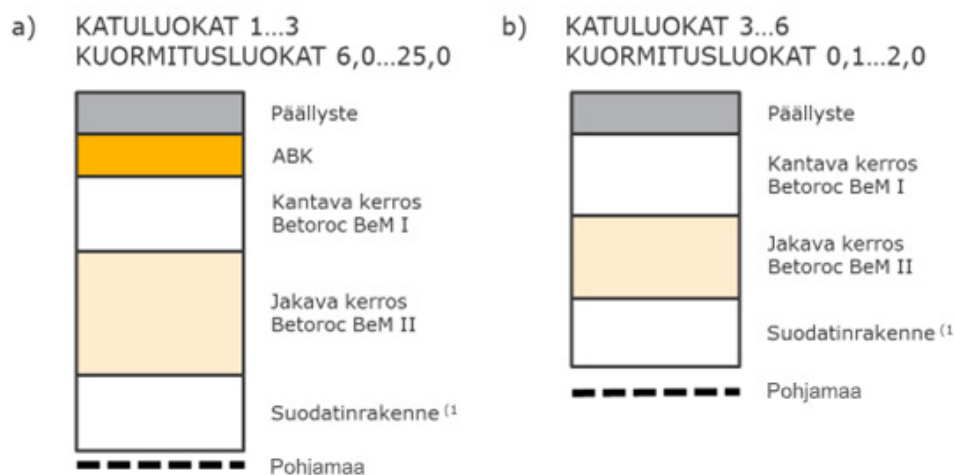 a) KATULUOKAT 1...3
KUORMITUSLUOKAT 6,0...25,0
Päällyste
ABK
Kantava kerros
Betoroc BeM I
Jakava kerros
Betoroc BeM II
Suodatinrakenne (1
Pohjamaa
b) KATULUOKAT 3...6
KUORMITUSLUOKAT 0,1...2,0
Päällyste
Kantava kerros
Betoroc BeM I
Jakava kerros
Betoroc BeM II
Suodatinrakenne (1
Pohjamaa